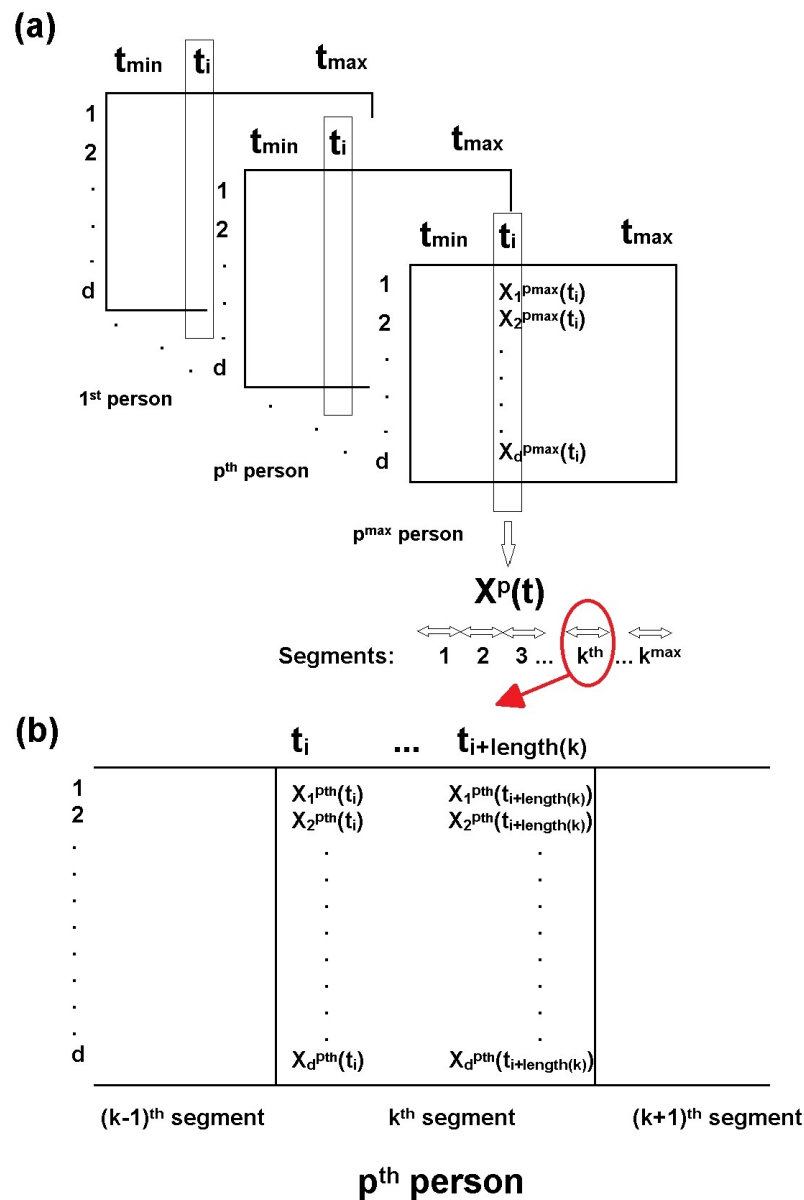 (a)
tmin ti tmax
1
2
.
.
.
d
1st person
tmin ti tmax
1
2
.
.
.
d
pth person
tmin ti tmax
1 X1pmax(ti)
2 X2pmax(ti)
.
.
.
d Xdpmax(ti)
pmax person
Xp(t)
Segments: 1 2 3 ... kth ... kmax
(b)
ti ... ti+length(k)
1 X1pth(ti) X1pth(ti+length(k))
2 X2pth(ti) X2pth(ti+length(k))
.
.
.
.
.
.
.
.
d Xdpth(ti) Xdpth(ti+length(k))
(k-1)th segment kth segment (k+1)th segment
pth person